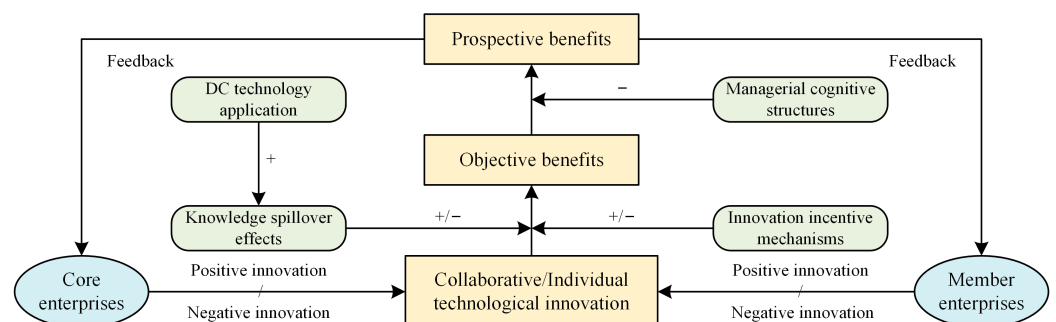 Prospective benefits
Feedback
Feedback
DC technology
application
−
Managerial cognitive
structures
+
Objective benefits
Knowledge spillover
effects
+/−
+/−
Innovation incentive
mechanisms
Core
enterprises
Positive innovation
/
Negative innovation
Collaborative/Individual
technological innovation
Positive innovation
/
Negative innovation
Member
enterprises